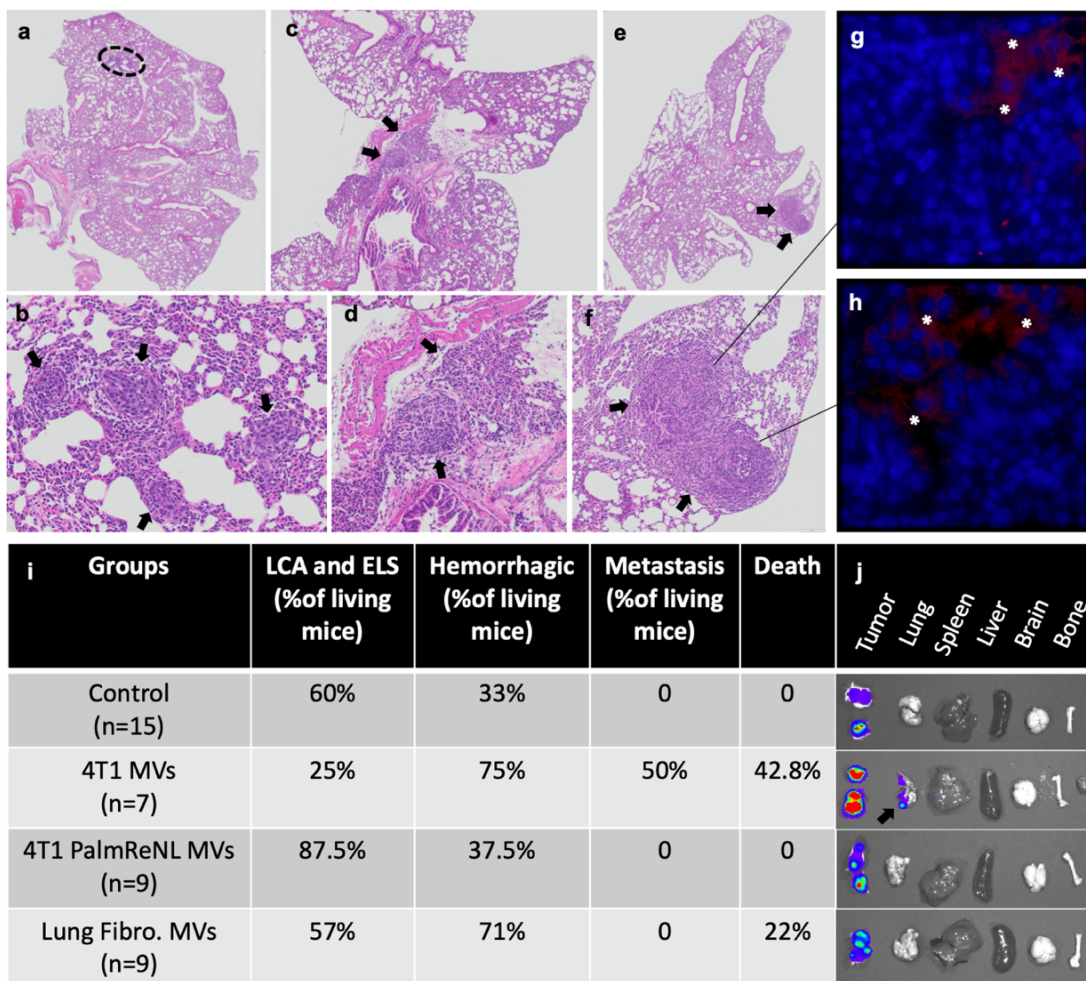 a
c
e
g
b
d
f
h
*
*
*
*
*
*
i
Groups
LCA and ELS
(%of living
mice)
Hemorrhagic
(%of living
mice)
Metastasis
(%of living
mice)
Death
j
Tumor
Lung
Spleen
Liver
Brain
Bone
Control
(n=15)
60%
33%
0
0
4T1 MVs
(n=7)
25%
75%
50%
42.8%
4T1 PalmReNL MVs
(n=9)
87.5%
37.5%
0
0
Lung Fibro. MVs
(n=9)
57%
71%
0
22%